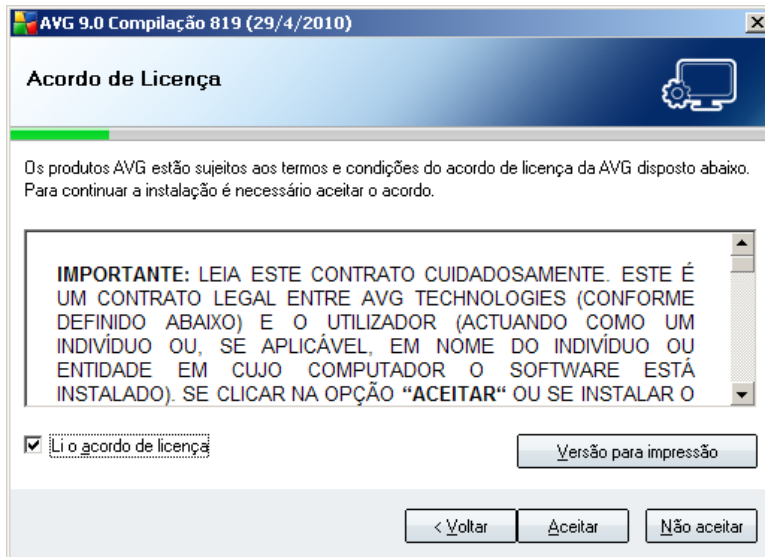 AVG 9.0 Compilação 819 (29/4/2010)
Acordo de Licença
Os produtos AVG estão sujeitos aos termos e condições do acordo de licença da AVG disposto abaixo.
Para continuar a instalação é necessário aceitar o acordo.
IMPORTANTE: LEIA ESTE CONTRATO CUIDADOSAMENTE. ESTE É
UM CONTRATO LEGAL ENTRE AVG TECHNOLOGIES (CONFORME
DEFINIDO ABAIXO) E O UTILIZADOR (ACTUANDO COMO UM
INDIVÍDUO OU, SE APLICÁVEL, EM NOME DO INDIVÍDUO OU
ENTIDADE EM CUJO COMPUTADOR O SOFTWARE ESTÁ
INSTALADO). SE CLICAR NA OPÇÃO “ACEITAR“ OU SE INSTALAR O
Li o acordo de licença
Versão para impressão
< Voltar
Aceitar
Não aceitar